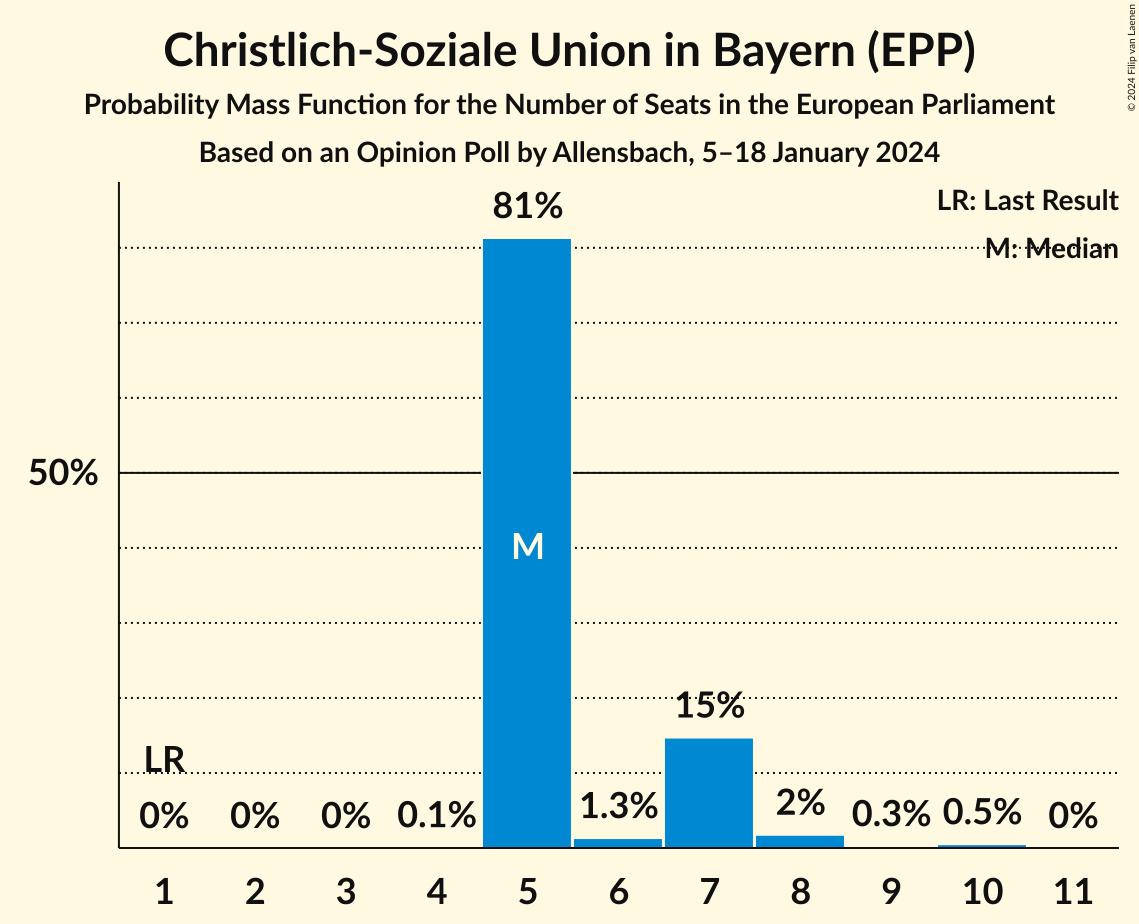 Christlich-Soziale Union in Bayern (EPP)
Probability Mass Function for the Number of Seats in the European Parliament
Based on an Opinion Poll by Allensbach, 5–18 January 2024
© 2024 Filip van Laenen
LR: Last Result
M: Median
81%
50%
M
15%
LR
0% 0% 0% 0.1% 1.3% 2% 0.3% 0.5% 0%
1 2 3 4 5 6 7 8 9 10 11